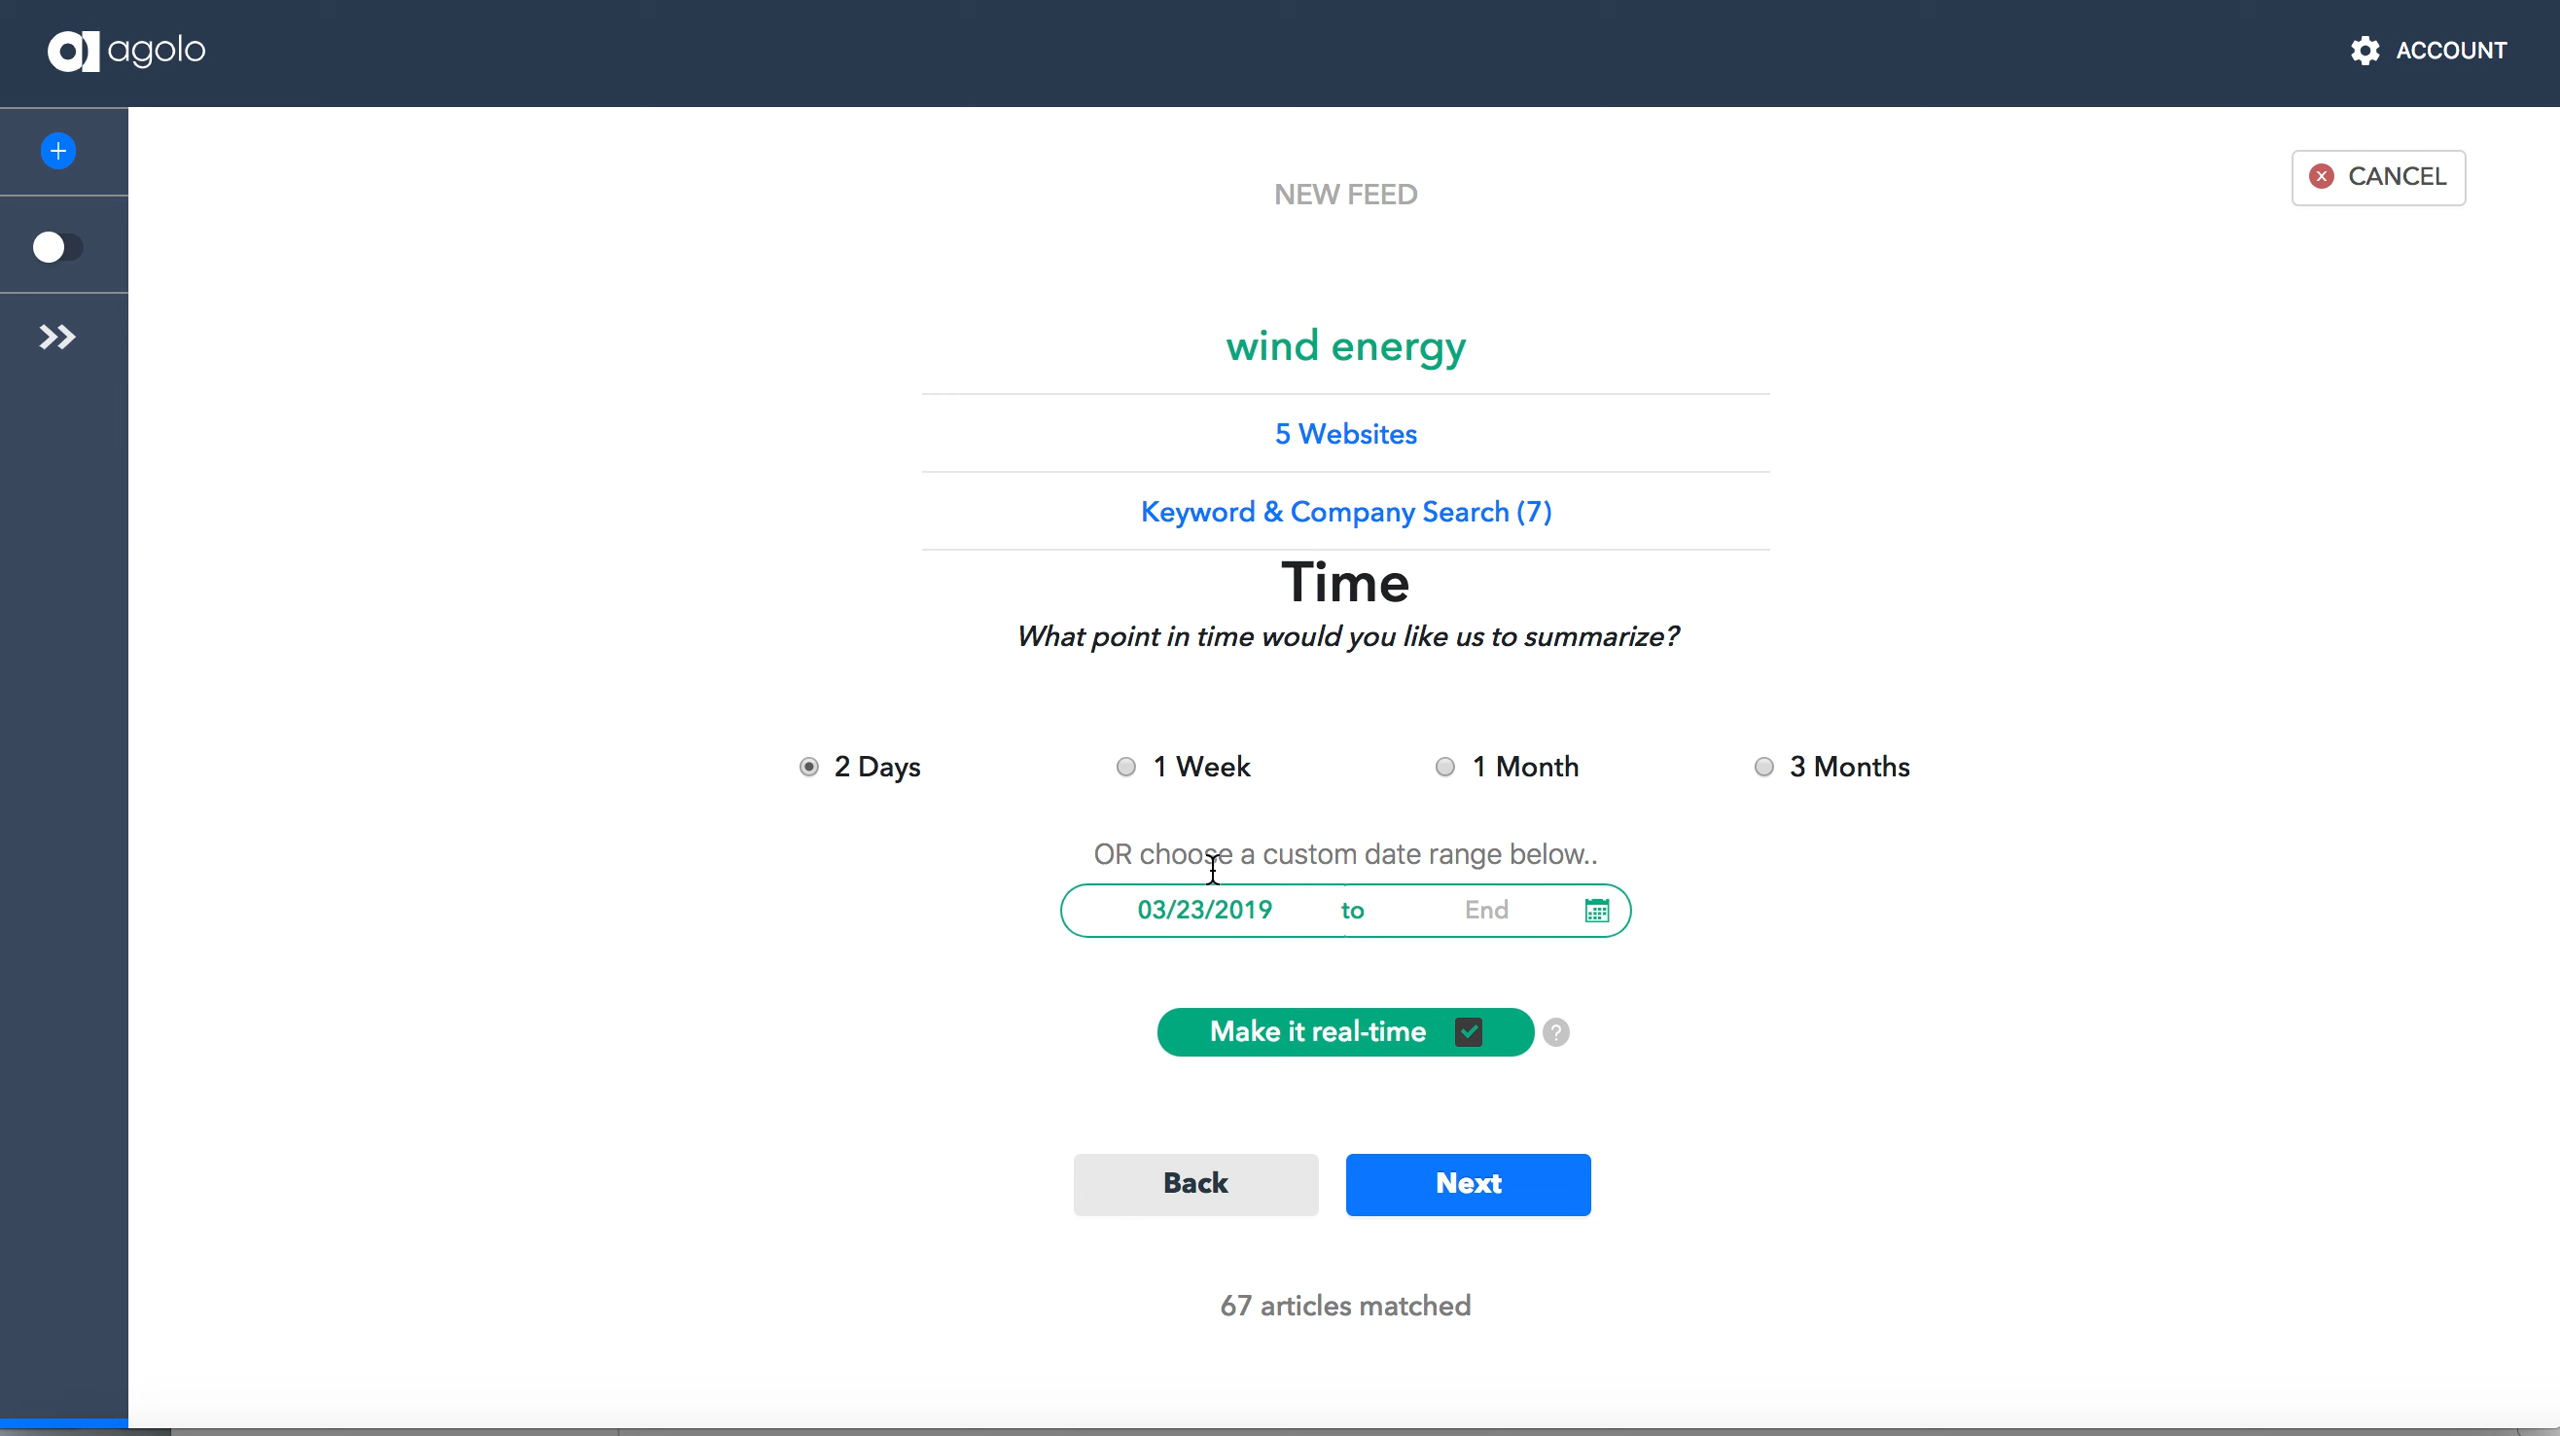 agolo
ACCOUNT
CANCEL
NEW FEED
wind energy
5 Websites
Keyword & Company Search (7)
Time
What point in time would you like us to summarize?
2 Days 1 Week 1 Month 3 Months
OR choose a custom date range below..
03/23/2019 to End
Make it real-time ?
Back Next
67 articles matched